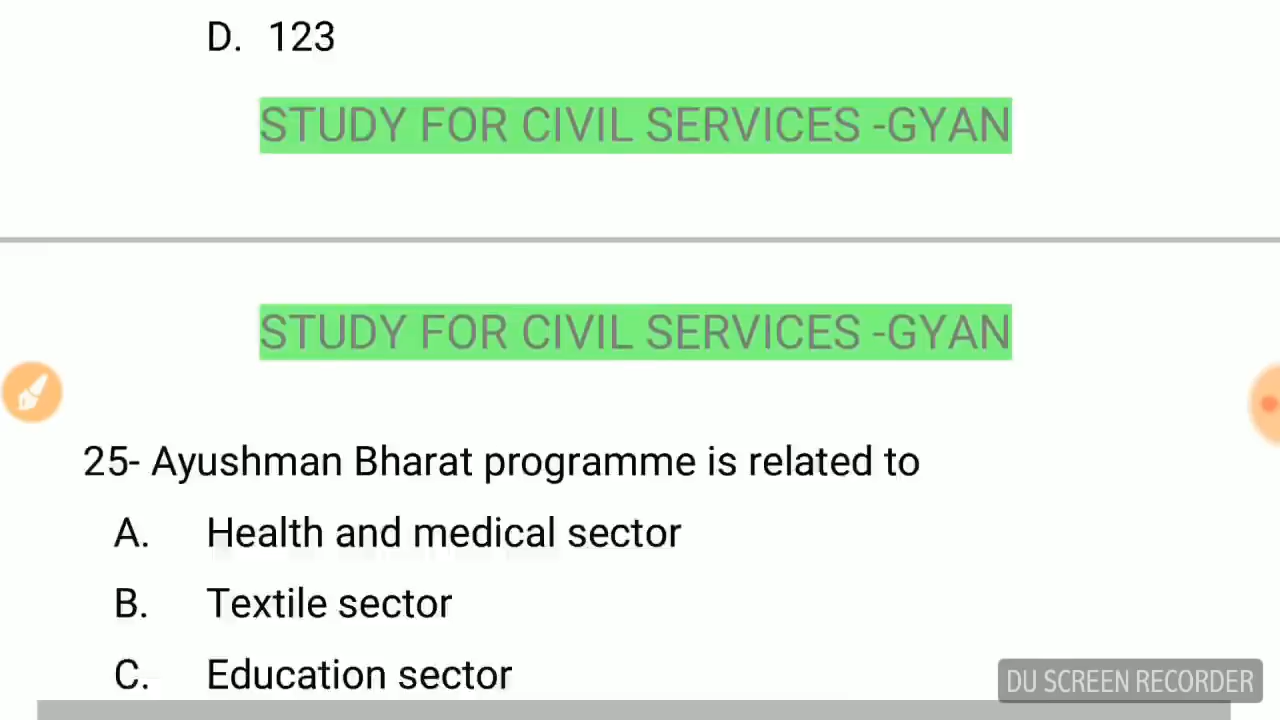 D. 123
STUDY FOR CIVIL SERVICES -GYAN
STUDY FOR CIVIL SERVICES -GYAN
25- Ayushman Bharat programme is related to
A. Health and medical sector
B. Textile sector
C. Education sector
DU SCREEN RECORDER